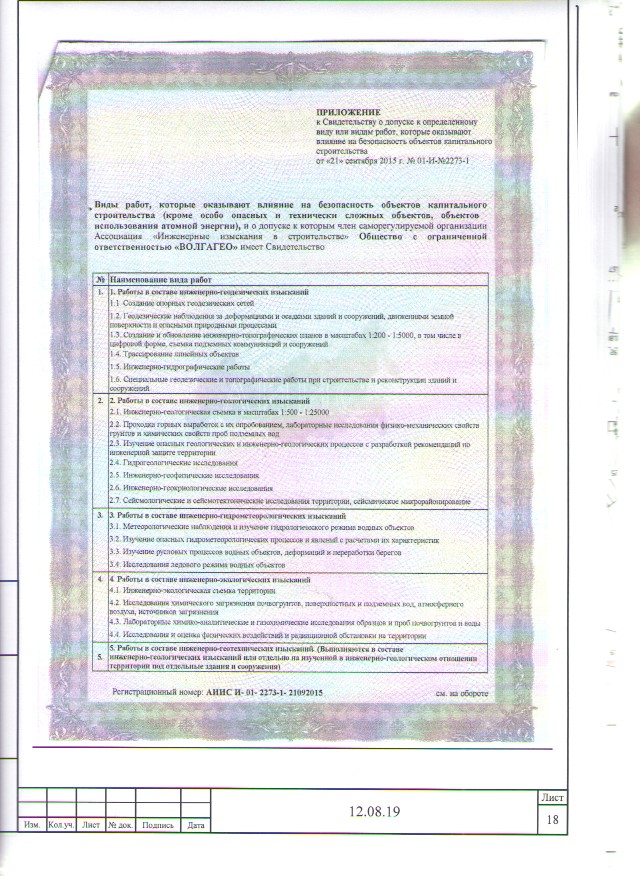 ПРИЛОЖЕНИЕ
к Свидетельству о допуске к определенному
виду или видам работ, которые оказывают
влияние на безопасность объектов капитального
строительства
от «21» сентября 2015 г. № 01-И-№2273-1
Виды работ, которые оказывают влияние на безопасность объектов капитального
строительства (кроме особо опасных и технически сложных объектов, объектов
использования атомной энергии), и о допуске к которым член саморегулируемой организации
Ассоциация «Инженерные изыскания в строительстве» Общество с ограниченной
ответственностью «ВОЛГАГЕО» имеет Свидетельство
№ Наименование вида работ
1. 1. Работы в составе инженерно-геодезических изысканий
1.1. Создание опорных геодезических сетей
1.2. Геодезические наблюдения за деформациями и осадками зданий и сооружений, движениями земной
поверхности и опасными природными процессами
1.3. Создание и обновление инженерно-топографических планов в масштабах 1:200 - 1:5000, в том числе в
цифровой форме, съемка подземных коммуникаций и сооружений
1.4. Трассирование линейных объектов
1.5. Инженерно-гидрографические работы
1.6. Специальные геодезические и топографические работы при строительстве и реконструкции зданий и
сооружений
2. 2. Работы в составе инженерно-геологических изысканий
2.1. Инженерно-геологическая съемка в масштабах 1:500 - 1:25000
2.2. Проходка горных выработок с их опробованием, лабораторные исследования физико-механических свойств
грунтов и химических свойств проб подземных вод
2.3. Изучение опасных геологических и инженерно-геологических процессов с разработкой рекомендаций по
инженерной защите территории
2.4. Гидрогеологические исследования
2.5. Инженерно-геофизические исследования
2.6. Инженерно-геокриологические исследования
2.7. Сейсмологические и сейсмотектонические исследования территории, сейсмическое микрорайонирование
3. 3. Работы в составе инженерно-гидрометеорологических изысканий
3.1. Метеорологические наблюдения и изучение гидрологического режима водных объектов
3.2. Изучение опасных гидрометеорологических процессов и явлений с расчетами их характеристик
3.3. Изучение русловых процессов водных объектов, деформаций и переработки берегов
3.4. Исследования ледового режима водных объектов
4. 4. Работы в составе инженерно-экологических изысканий
4.1. Инженерно-экологическая съемка территории
4.2. Исследования химического загрязнения почвогрунтов, поверхностных и подземных вод, атмосферного
воздуха, источников загрязнения
4.3. Лабораторные химико-аналитические и газохимические исследования образцов и проб почвогрунтов и воды
4.4. Исследования и оценка физических воздействий и радиационной обстановки на территории
5. Работы в составе инженерно-геотехнических изысканий. (Выполняются в составе
5. инженерно-геологических изысканий или отдельно на изученной в инженерно-геологическом отношении
территории под отдельные здания и сооружения)
Регистрационный номер: АИИС И- 01- 2273-1- 21092015 см. на обороте
Изм. Кол.уч. Лист № док. Подпись Дата
12.08.19
Лист
18